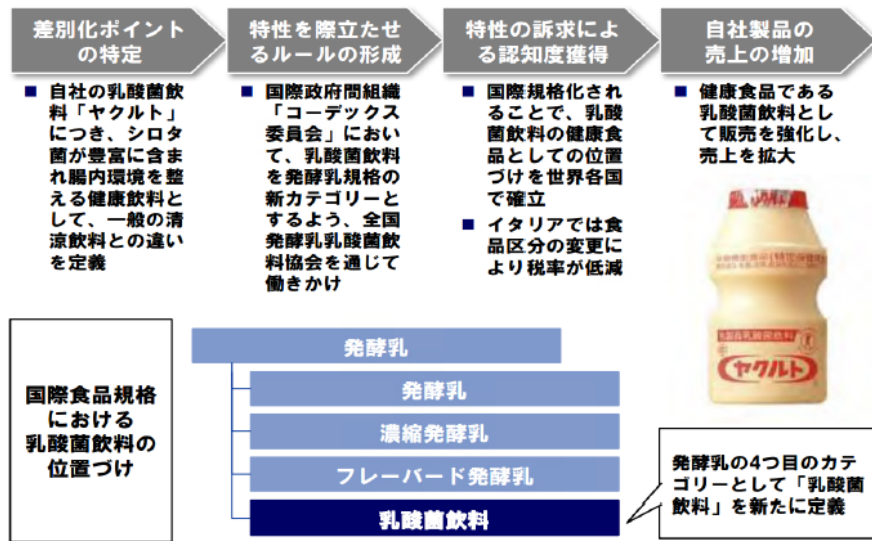 差別化ポイント
の特定
特性を際立たせ
るルールの形成
特性の訴求によ
る認知度獲得
自社製品の
売上の増加
■ 自社の乳酸菌飲
料「ヤクルト」
につき、シロタ
菌が豊富に含ま
れ腸内環境を整
える健康飲料と
して、一般の清
涼飲料との違い
を定義
■ 国際政府間組織
「コーデックス
委員会」におい
て、乳酸菌飲料
を発酵乳規格の
新カテゴリーと
するよう、全国
発酵乳乳酸菌飲
料協会を通じて
働きかけ
■ 国際規格化され
ることで、乳酸
菌飲料の健康食
品としての位置
づけを世界各国
で確立
■ イタリアでは食
品区分の変更に
より税率が低減
■ 健康食品である
乳酸菌飲料とし
て販売を強化し、
売上を拡大
乳製品乳酸菌飲料
ヤクルト
国際食品規格
における
乳酸菌飲料の
位置づけ
発酵乳
発酵乳
濃縮発酵乳
フレーバード発酵乳
乳酸菌飲料
発酵乳の4つ目のカテ
ゴリーとして「乳酸菌
飲料」を新たに定義